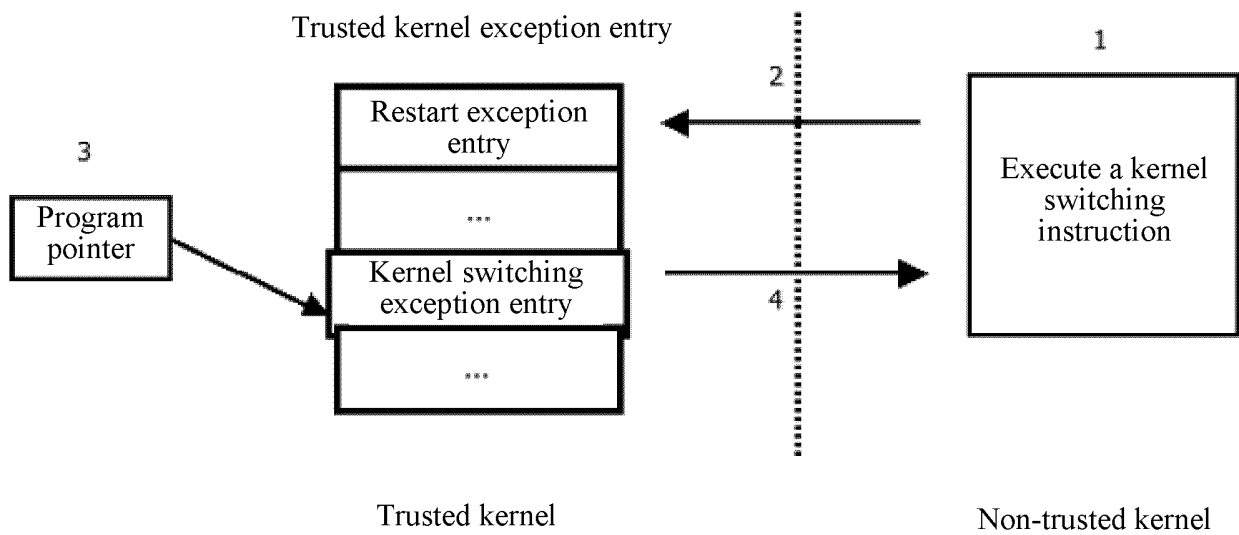 Trusted kernel exception entry
1
2
Restart exception
entry
3
...
Execute a kernel
switching
instruction
Program
pointer
Kernel switching
exception entry
4
...
Trusted kernel
Non-trusted kernel